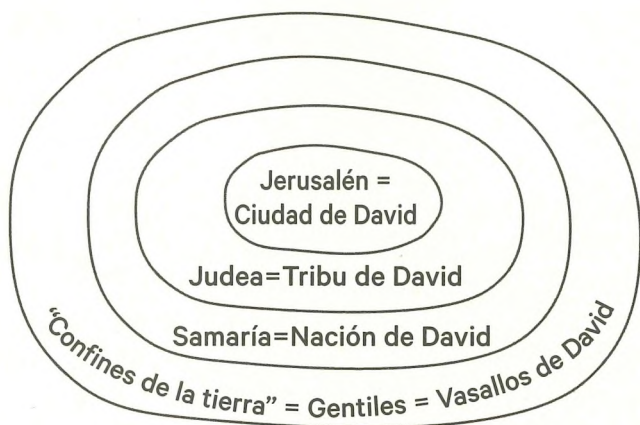 Jerusalén =
Ciudad de David
Judea=Tribu de David
Samaría=Nación de David
“Confines de la tierra” = Gentiles = Vasallos de David